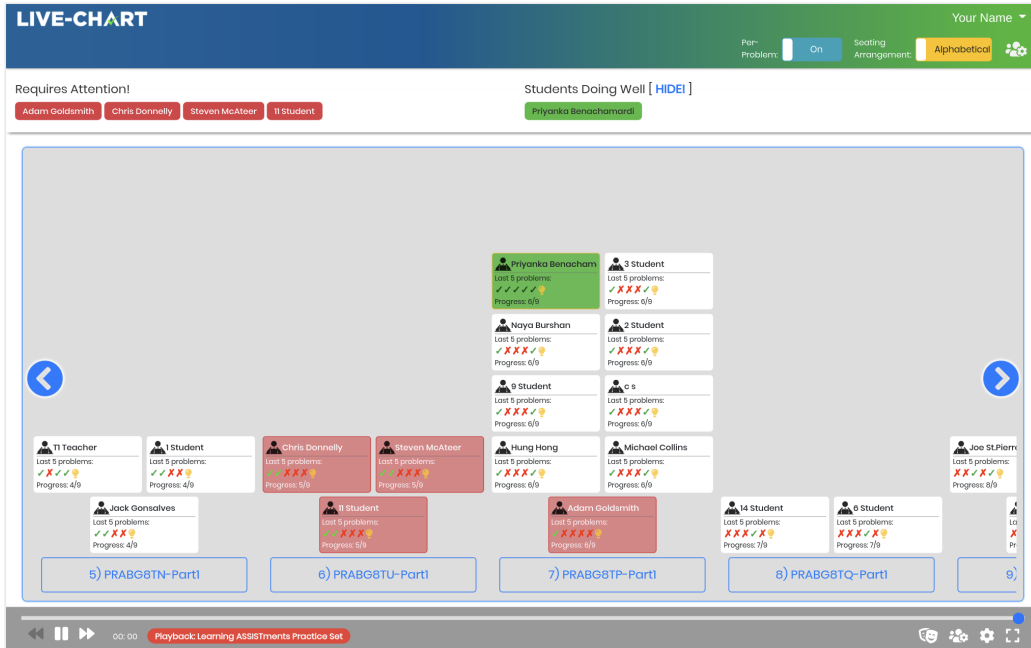 LIVE-CHART
Your Name
Per-Problem: On
Seating Arrangement: Alphabetical
Requires Attention!
Adam Goldsmith Chris Donnelly Steven McAteer 11 Student
Students Doing Well [ HIDE! ]
Priyanka Benachamardi
Priyanka Benacham
Last 5 problems:
✓✓✓✓✓
Progress: 6/9
3 Student
Last 5 problems:
✓✗✗✗✓
Progress: 6/9
Naya Burshan
Last 5 problems:
✓✗✗✗✓
Progress: 6/9
2 Student
Last 5 problems:
✓✗✗✗✓
Progress: 6/9
9 Student
Last 5 problems:
✓✗✗✗✓
Progress: 6/9
c s
Last 5 problems:
✓✗✗✗✓
Progress: 6/9
T1 Teacher
Last 5 problems:
✓✗✓✓
Progress: 4/9
1 Student
Last 5 problems:
✓✓✗✗
Progress: 4/9
Chris Donnelly
Last 5 problems:
✓✓✗✗✗
Progress: 5/9
Steven McAteer
Last 5 problems:
✓✓✗✗✗
Progress: 5/9
Hung Hong
Last 5 problems:
✓✗✗✗✓
Progress: 6/9
Michael Collins
Last 5 problems:
✓✗✗✗✓
Progress: 6/9
Joe St.Pierre
Last 5 problems:
✗✗✓✗✓
Progress: 8/9
Jack Gonsalves
Last 5 problems:
✓✓✗✗
Progress: 4/9
11 Student
Last 5 problems:
✓✓✗✗✗
Progress: 5/9
Adam Goldsmith
Last 5 problems:
✓✗✗✗✗
Progress: 6/9
14 Student
Last 5 problems:
✗✗✗✓✗
Progress: 7/9
6 Student
Last 5 problems:
✗✗✗✓✗
Progress: 7/9
5) PRABG8TN-Part1
6) PRABG8TU-Part1
7) PRABG8TP-Part1
8) PRABG8TQ-Part1
9)
00: 00
Playback: Learning ASSISTments Practice Set